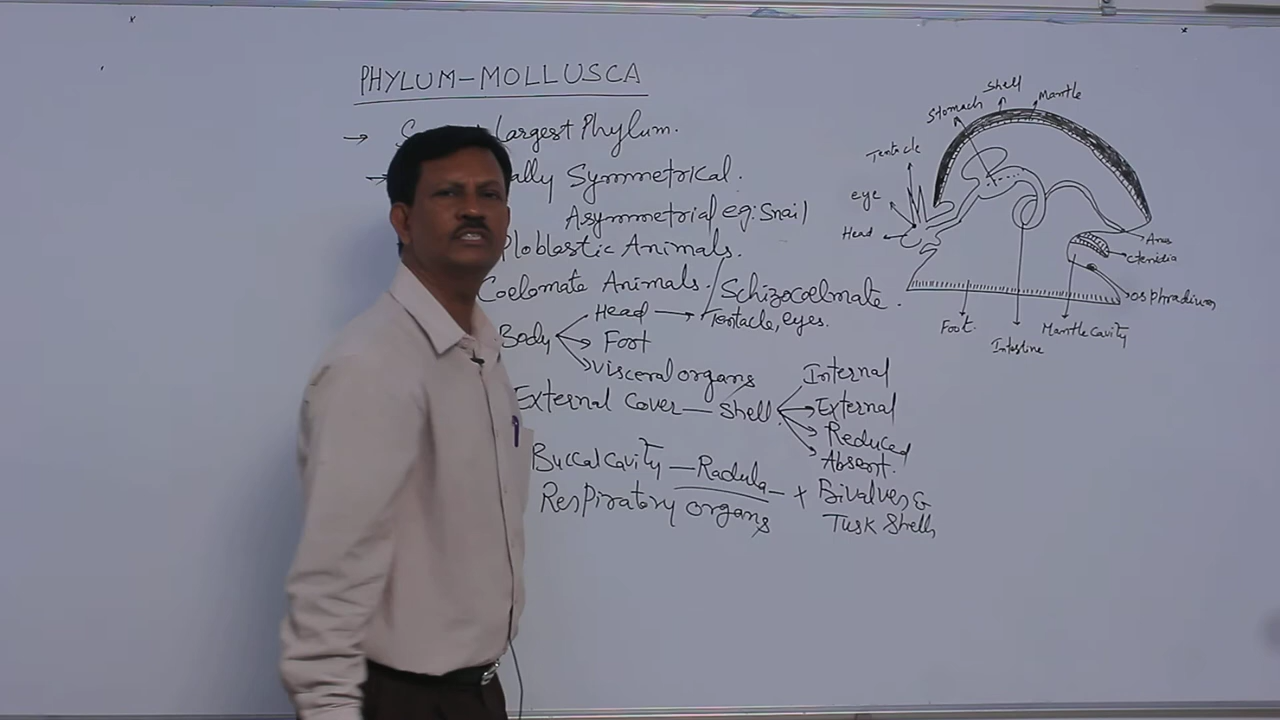 PHYLUM-MOLLUSCA
→ Largest Phylum.
→ ally Symmetrical.
Asymmetrial eg: Snail
Ploblastic Animals.
Coelomate Animals. / Schizocoelmate.
Body Head → Tentacle, eyes.
Foot
Visceral organs
External Cover — Shell. Internal
External
Reduced
Absent.
Buccal cavity — Radula — x Bivalves &
Tusk Shells
Respiratory organs
Shell
Stomach
Mantle
Tentacle
eye
Head
Anus
ctenidia
osphradium
Foot.
Mantle cavity
Intestine